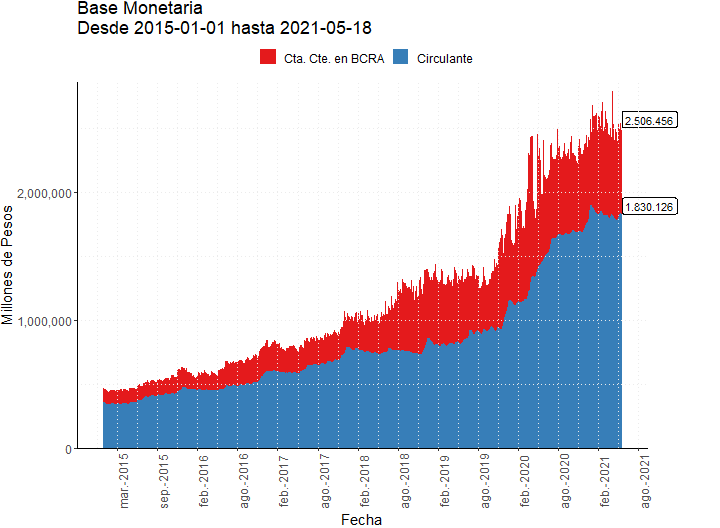 Base Monetaria
Desde 2015-01-01 hasta 2021-05-18
Cta. Cte. en BCRA
Circulante
Millones de Pesos
2,000,000
1,000,000
0
2.506.456
1.830.126
mar.-2015
sep.-2015
feb.-2016
ago.-2016
feb.-2017
ago.-2017
feb.-2018
ago.-2018
feb.-2019
ago.-2019
feb.-2020
ago.-2020
feb.-2021
ago.-2021
Fecha